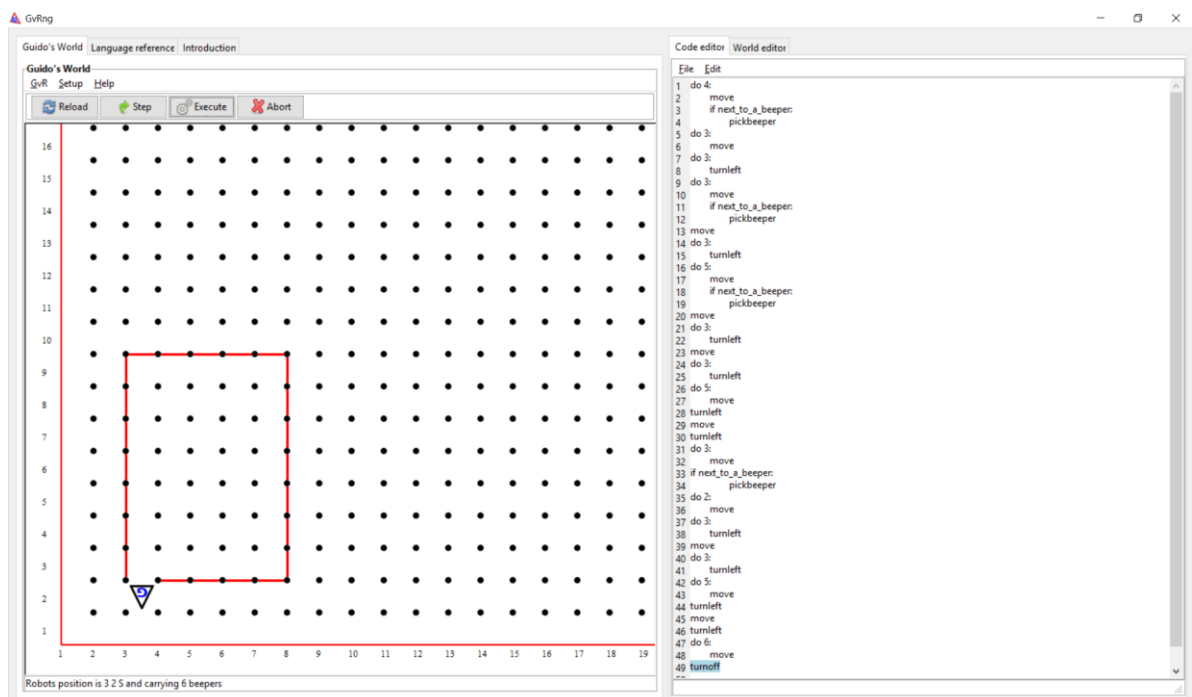 GvRng
Guido's World Language reference Introduction
Guido's World
GvR Setup Help
Reload Step Execute Abort
16
15
14
13
12
11
10
9
8
7
6
5
4
3
2
1
1 2 3 4 5 6 7 8 9 10 11 12 13 14 15 16 17 18 19
Robots position is 3 2 S and carrying 6 beepers
Code editor World editor
File Edit
1 do 4:
2 move
3 if next_to_a_beeper:
4 pickbeeper
5 do 3:
6 move
7 do 3:
8 turnleft
9 do 3:
10 move
11 if next_to_a_beeper:
12 pickbeeper
13 move
14 do 3:
15 turnleft
16 do 5:
17 move
18 if next_to_a_beeper:
19 pickbeeper
20 move
21 do 3:
22 turnleft
23 move
24 do 3:
25 turnleft
26 do 5:
27 move
28 turnleft
29 move
30 turnleft
31 do 3:
32 move
33 if next_to_a_beeper:
34 pickbeeper
35 do 2:
36 move
37 do 3:
38 turnleft
39 move
40 do 3:
41 turnleft
42 do 5:
43 move
44 turnleft
45 move
46 turnleft
47 do 6:
48 move
49 turnoff